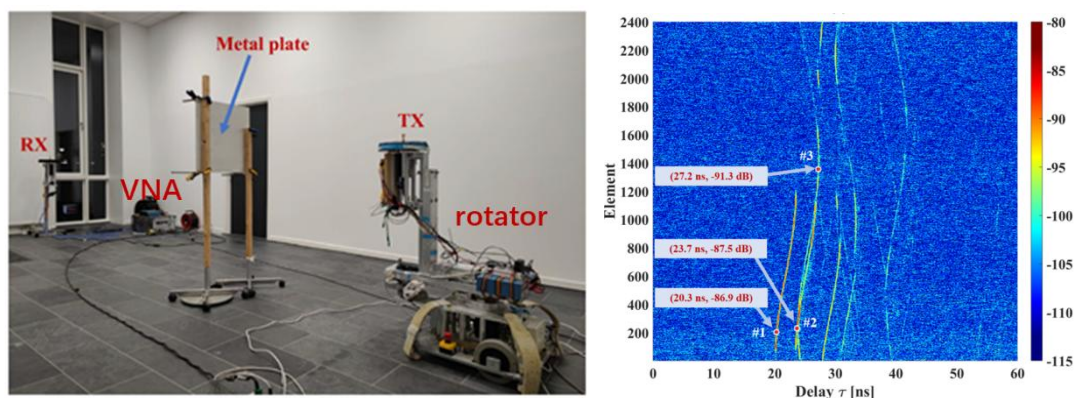 Metal plate
RX
TX
VNA
rotator
2400
2200
2000
1800
1600
1400
1200
1000
800
600
400
200
Element
#3
(27.2 ns, -91.3 dB)
(23.7 ns, -87.5 dB)
(20.3 ns, -86.9 dB)
#1
#2
0 10 20 30 40 50 60
Delay τ [ns]
-80
-85
-90
-95
-100
-105
-110
-115